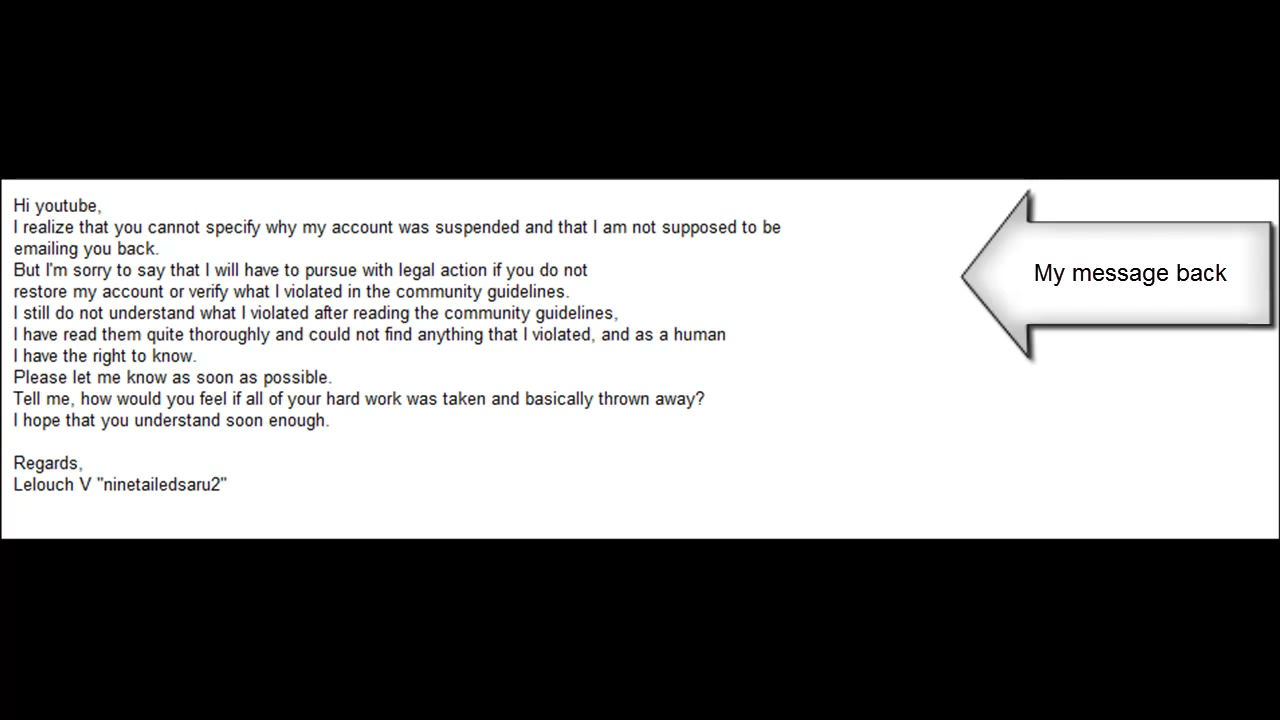 Hi youtube,
I realize that you cannot specify why my account was suspended and that I am not supposed to be
emailing you back.
But I'm sorry to say that I will have to pursue with legal action if you do not
restore my account or verify what I violated in the community guidelines.
I still do not understand what I violated after reading the community guidelines,
I have read them quite thoroughly and could not find anything that I violated, and as a human
I have the right to know.
Please let me know as soon as possible.
Tell me, how would you feel if all of your hard work was taken and basically thrown away?
I hope that you understand soon enough.
Regards,
Lelouch V "ninetailedsaru2"
My message back